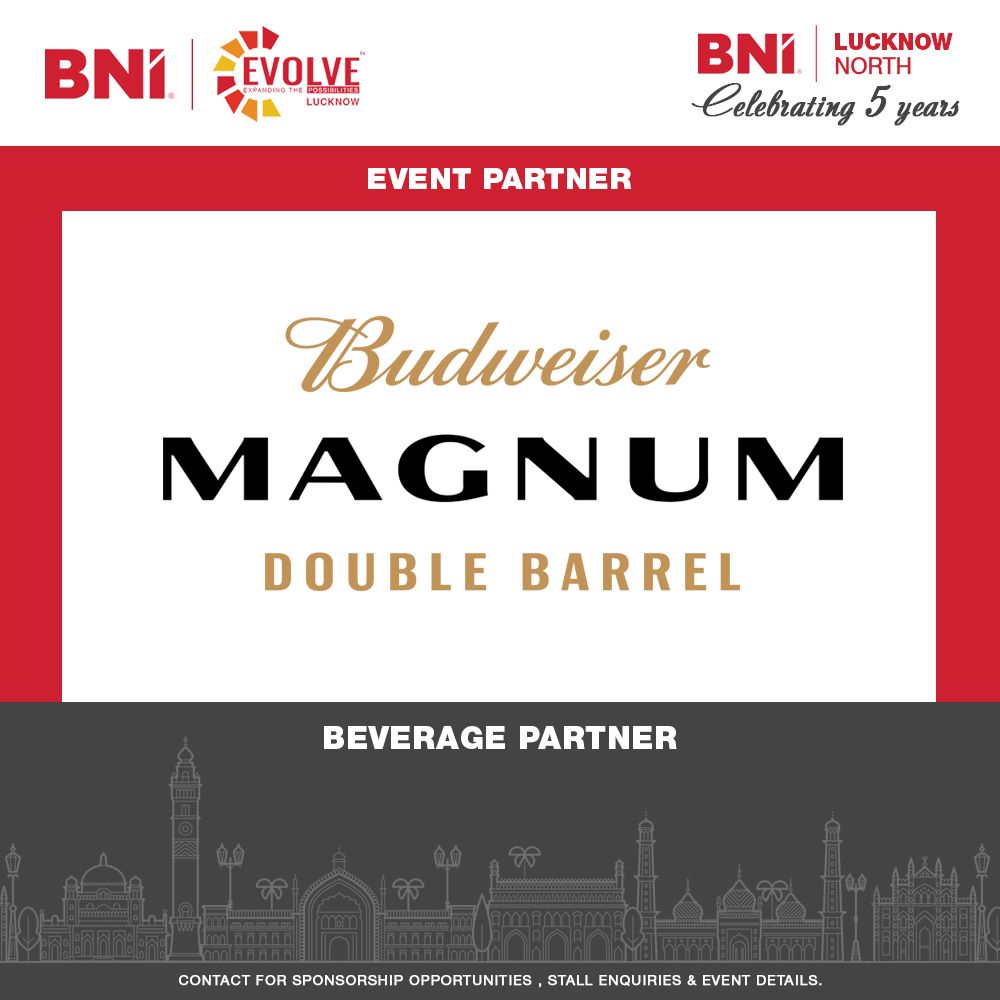 BNI®
EVOLVE™
EXPANDING THE POSSIBILITIES
LUCKNOW
BNI®
LUCKNOW
NORTH
Celebrating 5 years
EVENT PARTNER
Budweiser
MAGNUM
DOUBLE BARREL
BEVERAGE PARTNER
CONTACT FOR SPONSORSHIP OPPORTUNITIES , STALL ENQUIRIES & EVENT DETAILS.